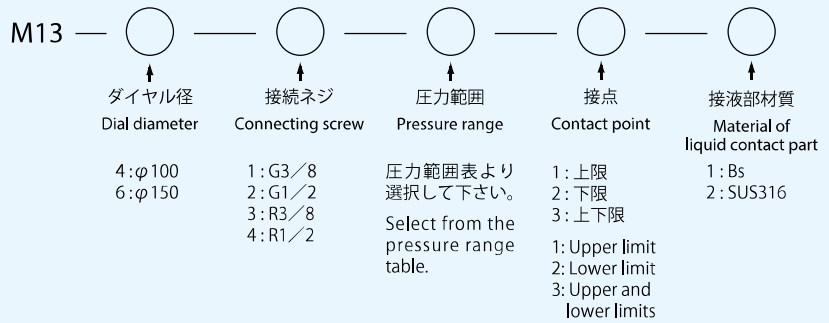 M13
ダイヤル径
Dial diameter
4:φ100
6:φ150
接続ネジ
Connecting screw
1:G3／8
2:G1／2
3:R3／8
4:R1／2
圧力範囲
Pressure range
圧力範囲表より
選択して下さい。
Select from the
pressure range
table.
接点
Contact point
1:上限
2:下限
3:上下限
1: Upper limit
2: Lower limit
3: Upper and
lower limits
接液部材質
Material of
liquid contact part
1:Bs
2:SUS316